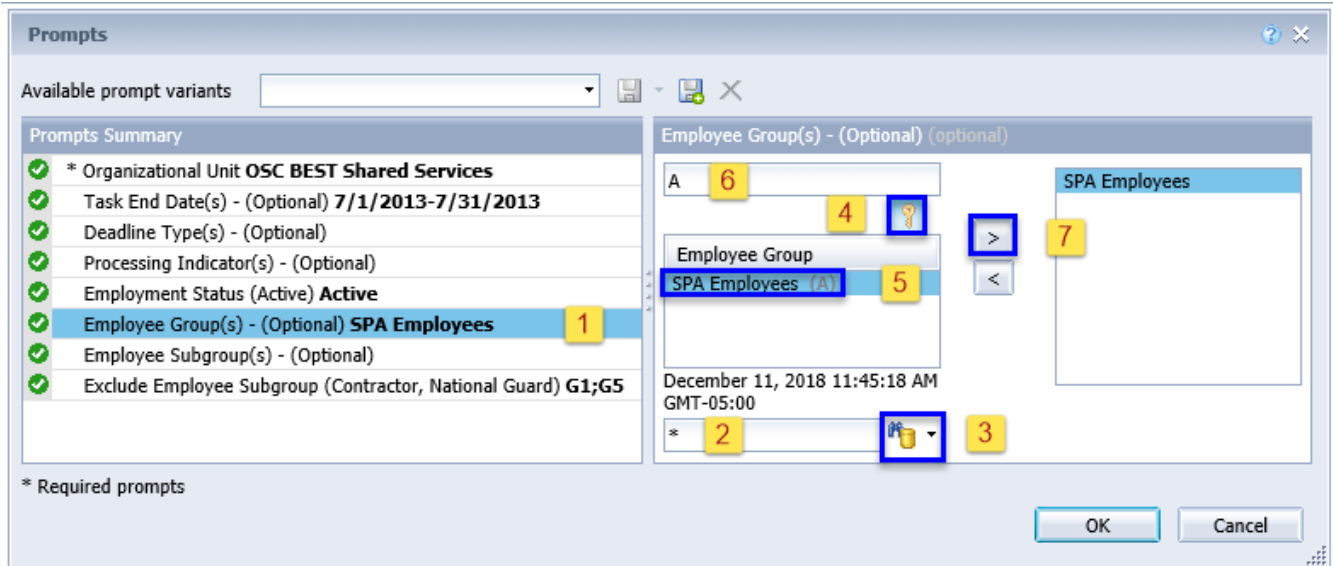 Prompts
Available prompt variants
Prompts Summary
* Organizational Unit OSC BEST Shared Services
Task End Date(s) - (Optional) 7/1/2013-7/31/2013
Deadline Type(s) - (Optional)
Processing Indicator(s) - (Optional)
Employment Status (Active) Active
Employee Group(s) - (Optional) SPA Employees 1
Employee Subgroup(s) - (Optional)
Exclude Employee Subgroup (Contractor, National Guard) G1;G5
Employee Group(s) - (Optional) (optional)
A 6
4
Employee Group
SPA Employees (A) 5
December 11, 2018 11:45:18 AM
GMT-05:00
* 2 3
>
<
7
SPA Employees
* Required prompts
OK Cancel